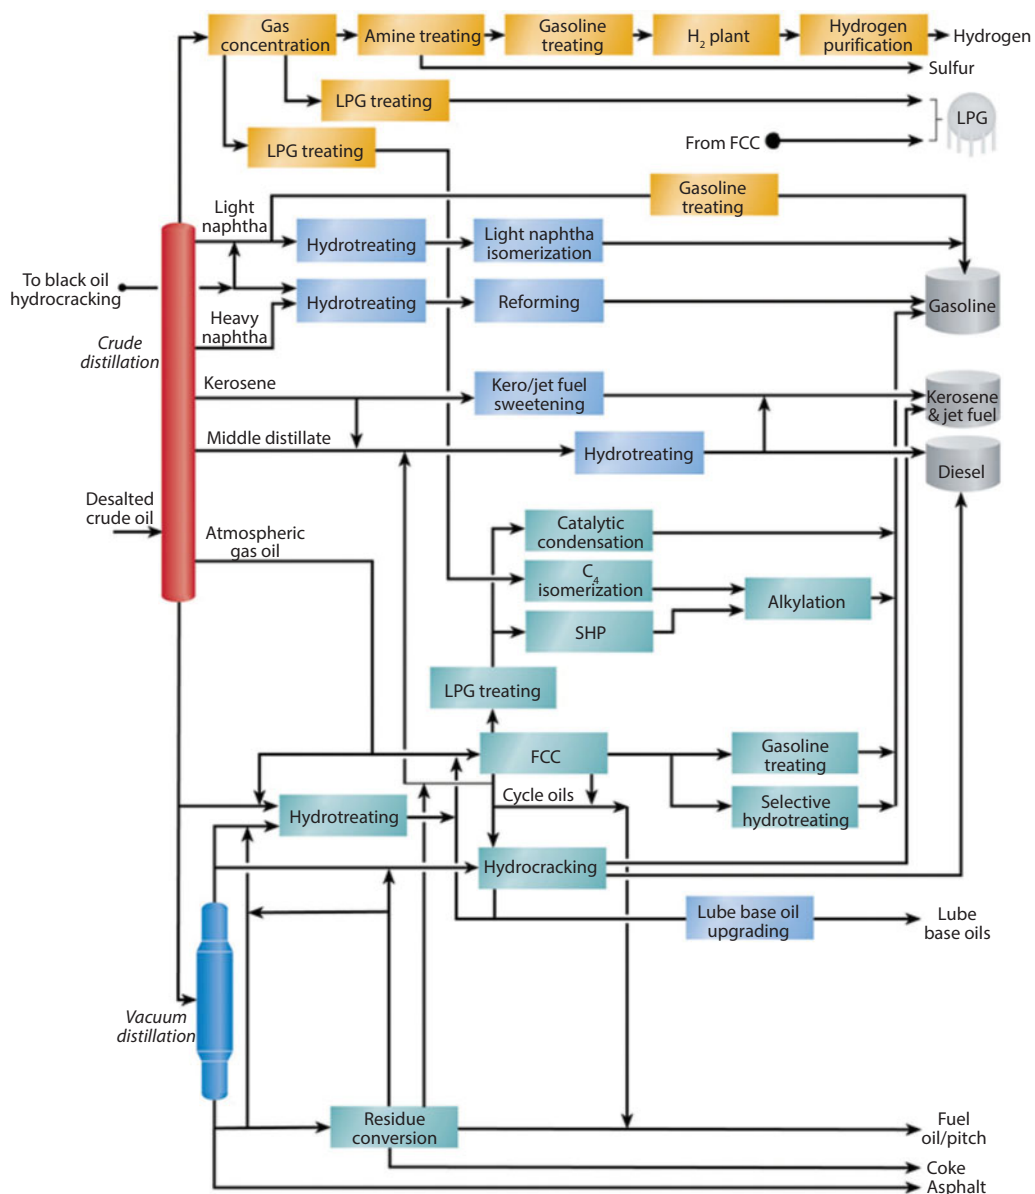 Gas
concentration
Amine treating
Gasoline
treating
H₂ plant
Hydrogen
purification
Hydrogen
Sulfur
LPG treating
LPG
LPG treating
From FCC
Gasoline
treating
Light
naphtha
Hydrotreating
Light naphtha
isomerization
To black oil
hydrocracking
Hydrotreating
Reforming
Gasoline
Heavy
naphtha
Crude
distillation
Kerosene
Kero/jet fuel
sweetening
Kerosene
& jet fuel
Middle distillate
Hydrotreating
Diesel
Desalted
crude oil
Atmospheric
gas oil
Catalytic
condensation
C₄
isomerization
Alkylation
SHP
LPG treating
FCC
Gasoline
treating
Cycle oils
Hydrotreating
Selective
hydrotreating
Hydrocracking
Lube base oil
upgrading
Lube
base oils
Vacuum
distillation
Residue
conversion
Fuel
oil/pitch
Coke
Asphalt